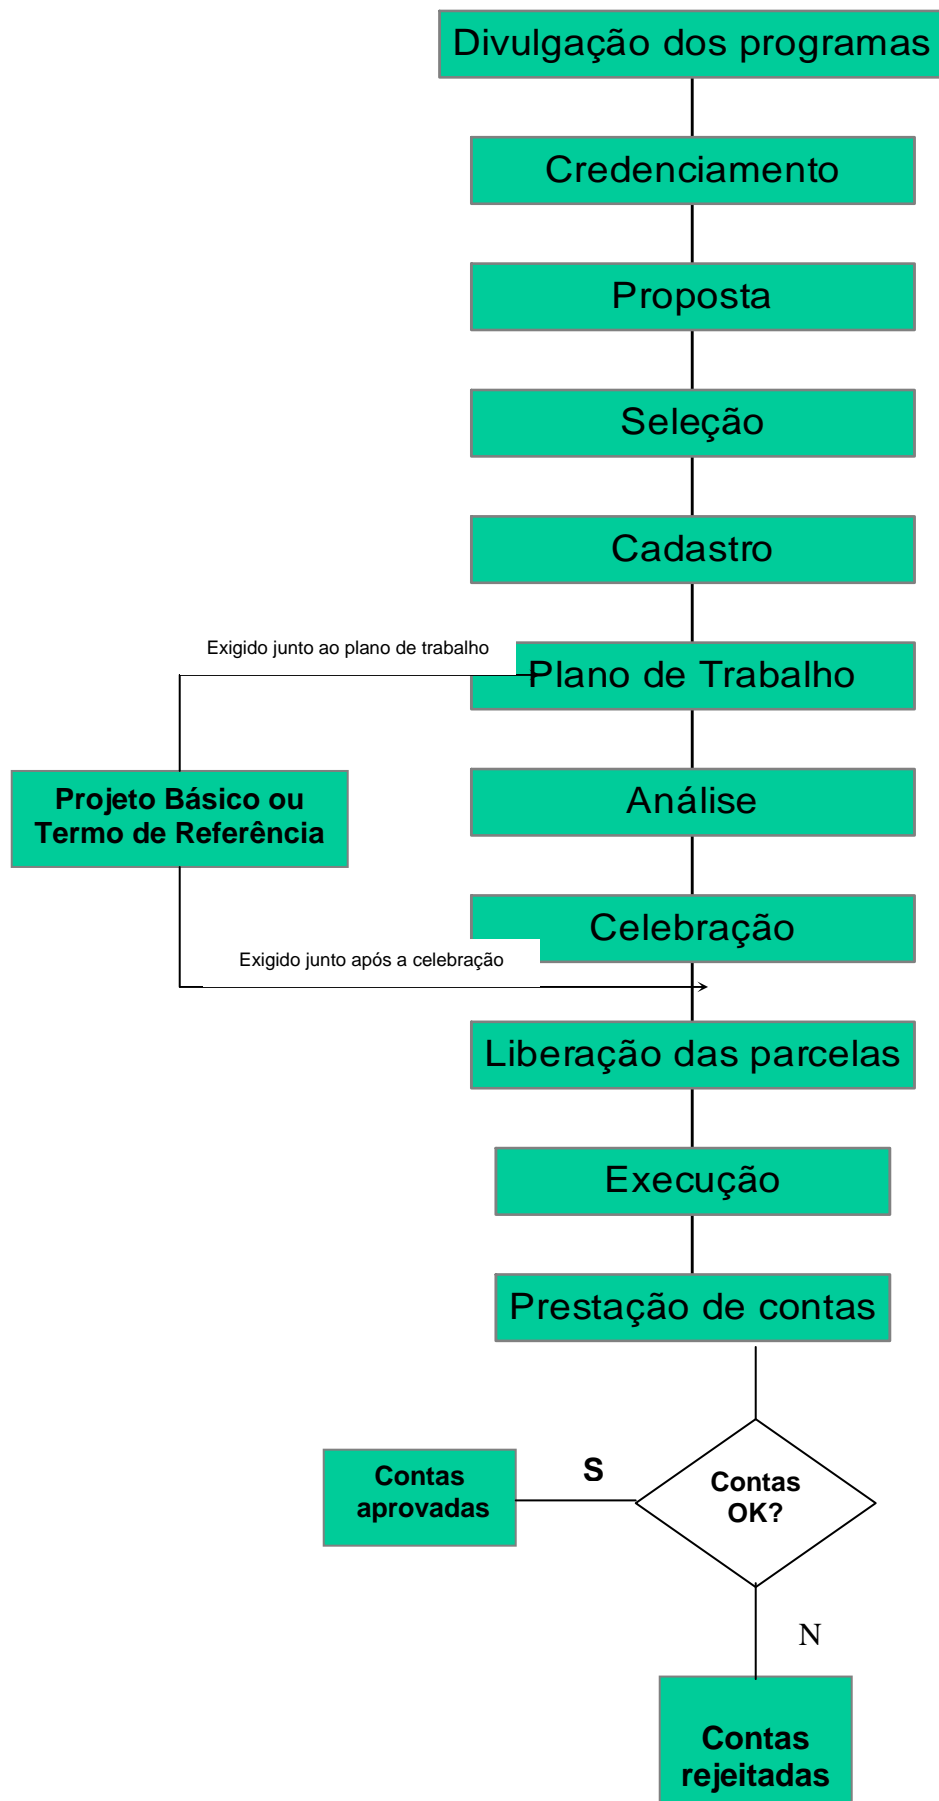 Divulgação dos programas
Credenciamento
Proposta
Seleção
Cadastro
Exigido junto ao plano de trabalho
Plano de Trabalho
Projeto Básico ou
Termo de Referência
Análise
Celebração
Exigido junto após a celebração
Liberação das parcelas
Execução
Prestação de contas
Contas
aprovadas
S
Contas
OK?
N
Contas
rejeitadas